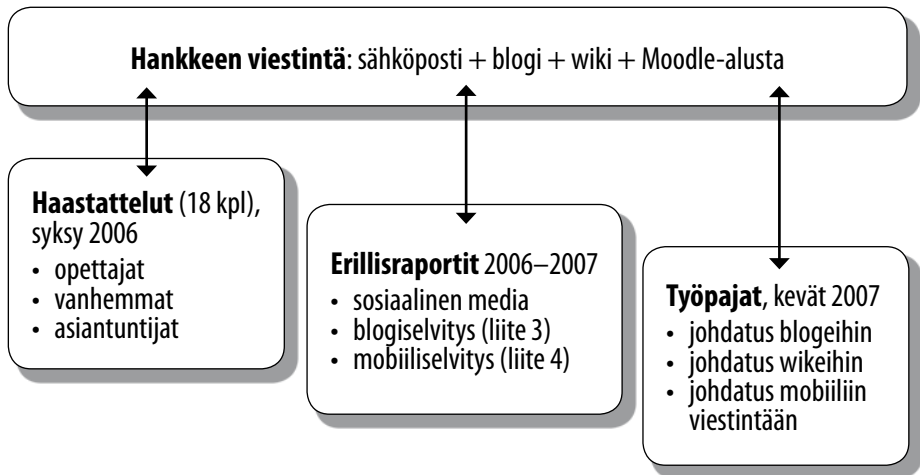 Hankkeen viestintä: sähköposti + blogi + wiki + Moodle-alusta
Haastattelut (18 kpl),
syksy 2006
• opettajat
• vanhemmat
• asiantuntijat
Erillisraportit 2006–2007
• sosiaalinen media
• blogiselvitys (liite 3)
• mobiiliselvitys (liite 4)
Työpajat, kevät 2007
• johdatus blogeihin
• johdatus wikeihin
• johdatus mobiiliin
viestintään